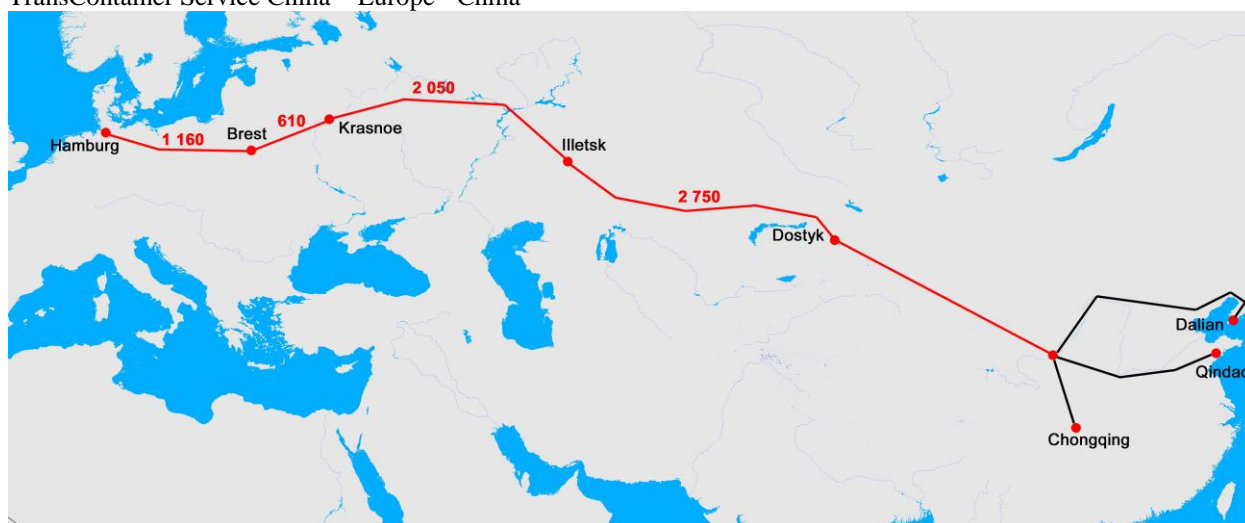 TransContainer Service China – Europe - China
2 050
610
Brest
Krasnoe
Hamburg
1 160
Illetsk
2 750
Dostyk
Dalian
Qindao
Chongqing